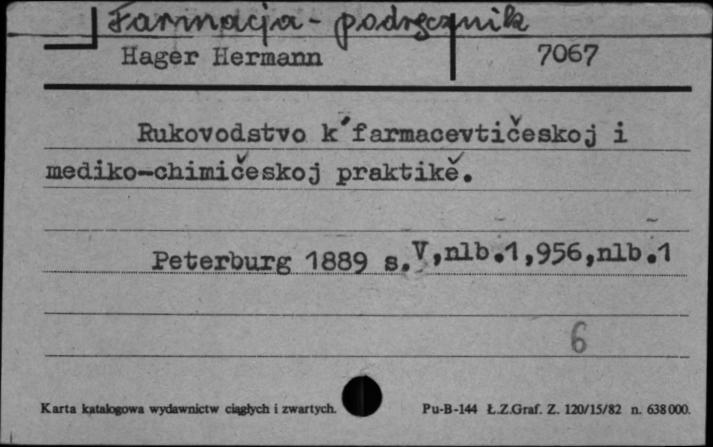 Farmacja - podręcznik
Hager Hermann 7067
Rukovodstvo k´farmacevtičeskoj i
mediko-chimičeskoj praktikě.
Peterburg 1889 s.V,nlb.1,956,nlb.1
6
Karta katalogowa wydawnictw ciągłych i zwartych. Pu-B-144 Ł.Z.Graf. Z. 120/15/82 n. 638 000.